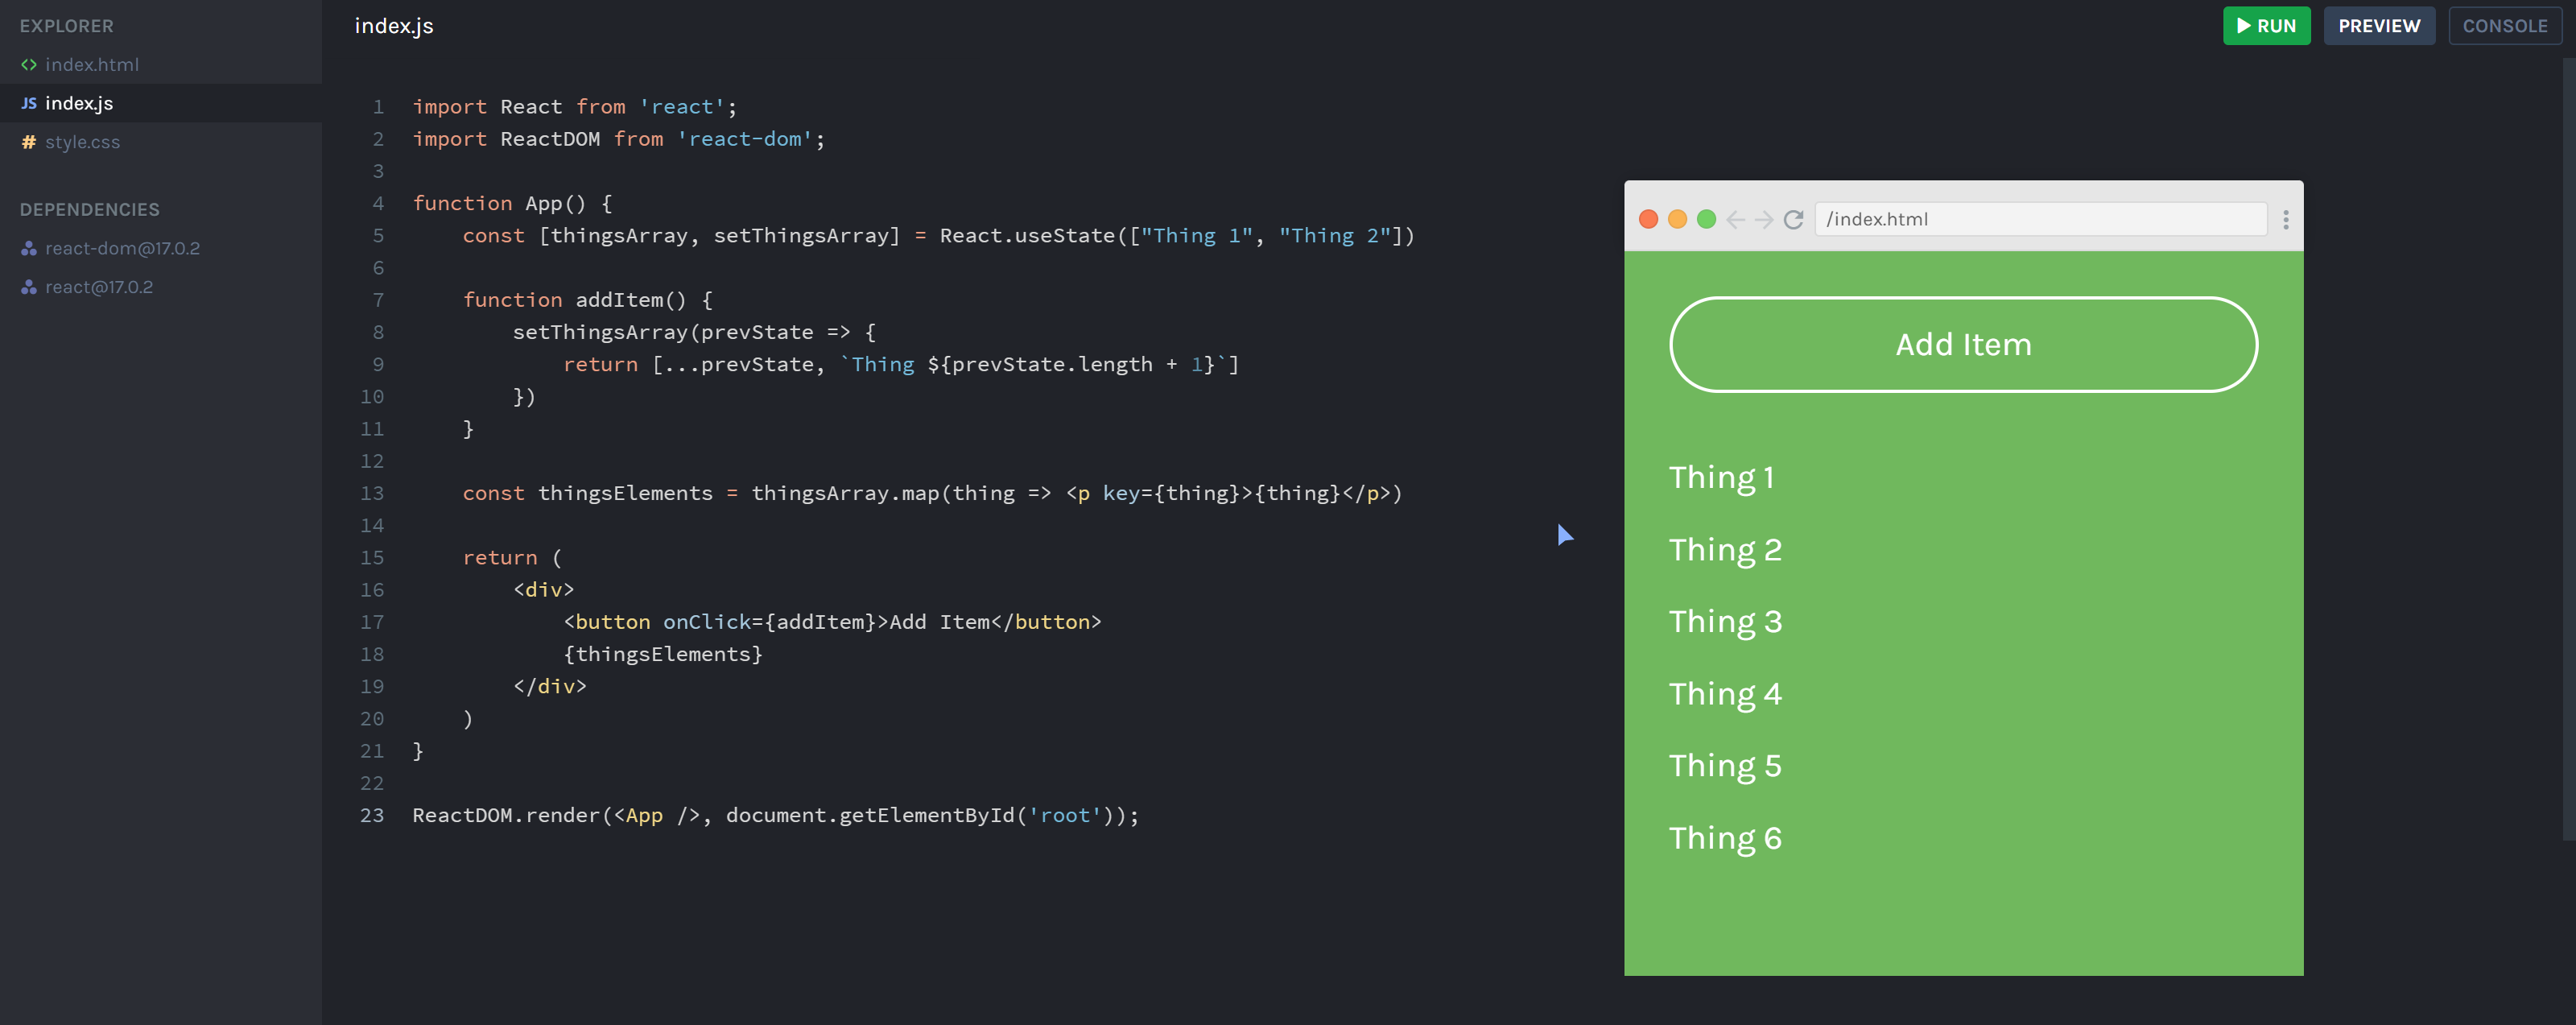 EXPLORER
<> index.html
JS index.js
# style.css
DEPENDENCIES
react-dom@17.0.2
react@17.0.2
index.js
RUN
PREVIEW
CONSOLE
1 import React from 'react';
2 import ReactDOM from 'react-dom';
3
4 function App() {
5     const [thingsArray, setThingsArray] = React.useState(["Thing 1", "Thing 2"])
6
7     function addItem() {
8         setThingsArray(prevState => {
9             return [...prevState, `Thing ${prevState.length + 1}`]
10         })
11     }
12
13     const thingsElements = thingsArray.map(thing => <p key={thing}>{thing}</p>)
14
15     return (
16         <div>
17             <button onClick={addItem}>Add Item</button>
18             {thingsElements}
19         </div>
20     )
21 }
22
23 ReactDOM.render(<App />, document.getElementById('root'));
/index.html
Add Item
Thing 1
Thing 2
Thing 3
Thing 4
Thing 5
Thing 6